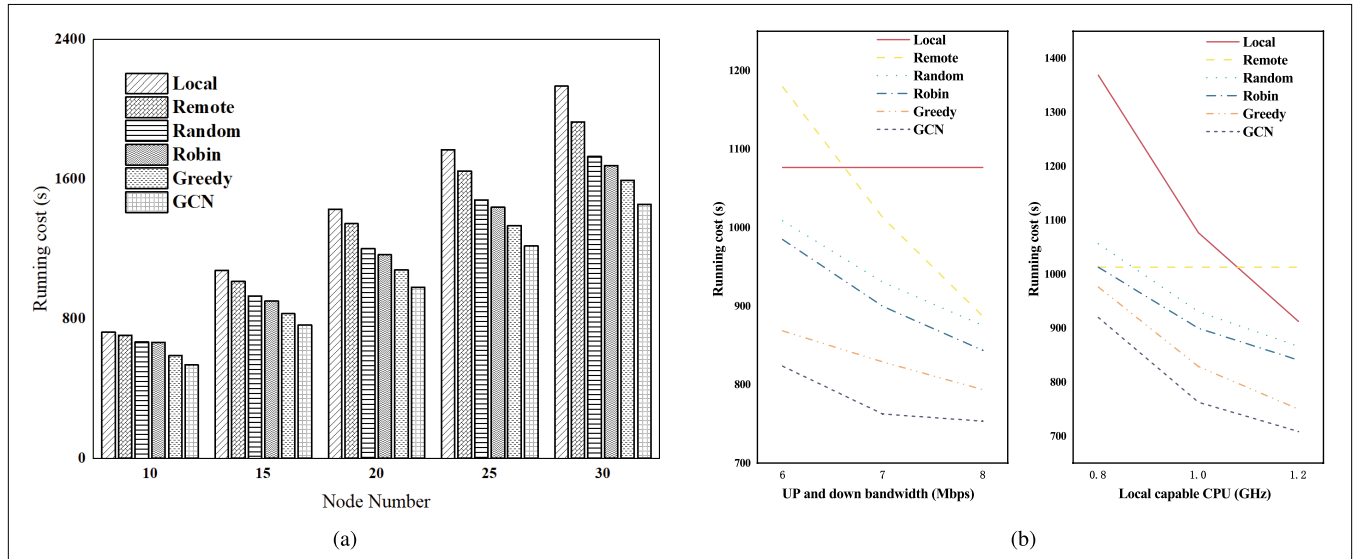 2400
1600
800
0
Running cost (s)
Local
Remote
Random
Robin
Greedy
GCN
10 15 20 25 30
Node Number
(a)
1200
1100
1000
900
800
700
Running cost (s)
Local
Remote
Random
Robin
Greedy
GCN
6 7 8
UP and down bandwidth (Mbps)
1400
1300
1200
1100
1000
900
800
700
Running cost (s)
Local
Remote
Random
Robin
Greedy
GCN
0.8 1.0 1.2
Local capable CPU (GHz)
(b)